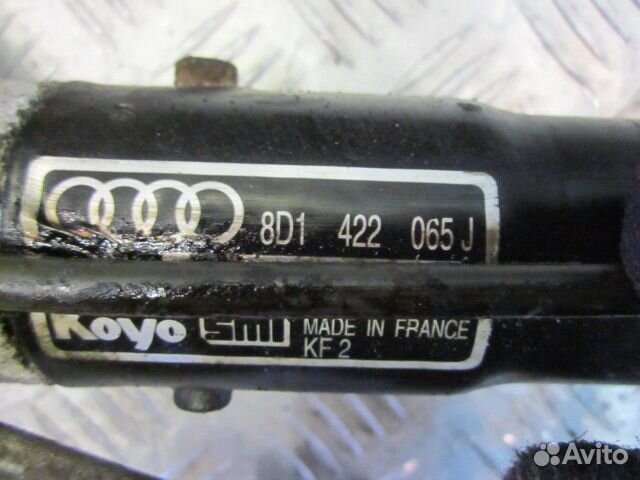 8D1 422 065 J
Koyo SMI MADE IN FRANCE
KF 2
Avito